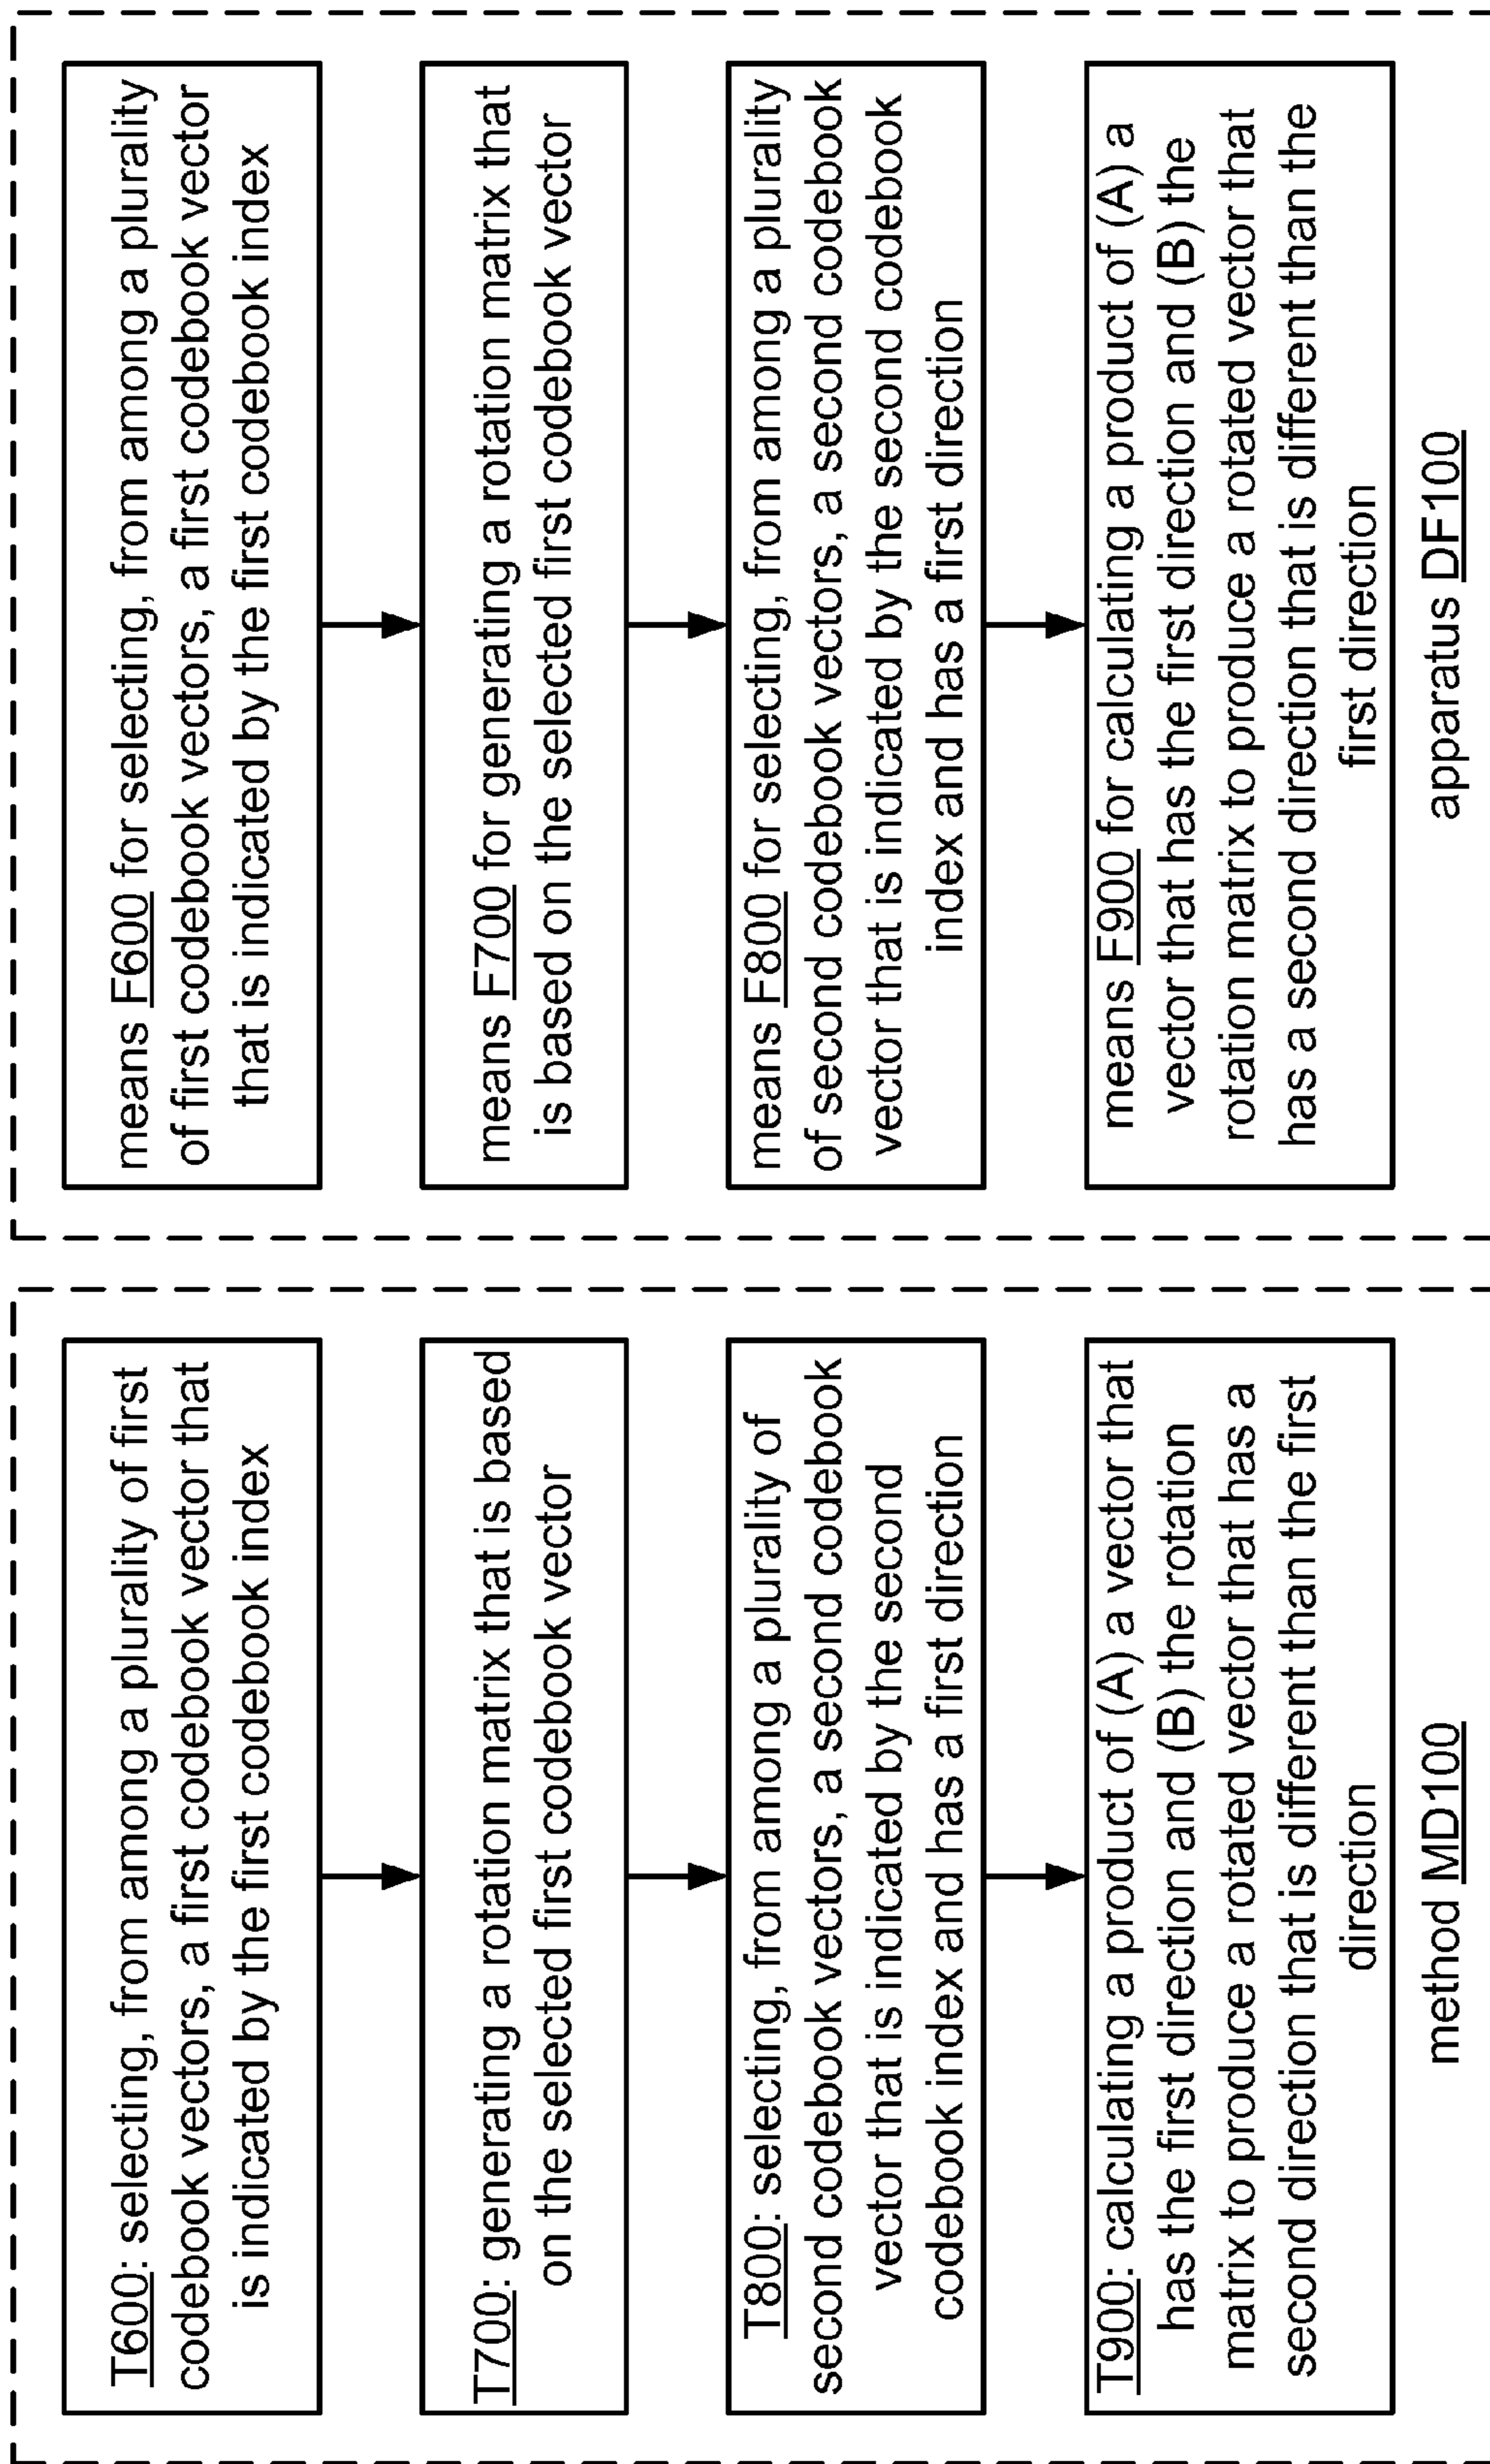 T600: selecting, from among a plurality of first
codebook vectors, a first codebook vector that
is indicated by the first codebook index
T700: generating a rotation matrix that is based
on the selected first codebook vector
T800: selecting, from among a plurality of
second codebook vectors, a second codebook
vector that is indicated by the second
codebook index and has a first direction
T900: calculating a product of (A) a vector that
has the first direction and (B) the rotation
matrix to produce a rotated vector that has a
second direction that is different than the first
direction
method MD100
means F600 for selecting, from among a plurality
of first codebook vectors, a first codebook vector
that is indicated by the first codebook index
means F700 for generating a rotation matrix that
is based on the selected first codebook vector
means F800 for selecting, from among a plurality
of second codebook vectors, a second codebook
vector that is indicated by the second codebook
index and has a first direction
means F900 for calculating a product of (A) a
vector that has the first direction and (B) the
rotation matrix to produce a rotated vector that
has a second direction that is different than the
first direction
apparatus DF100